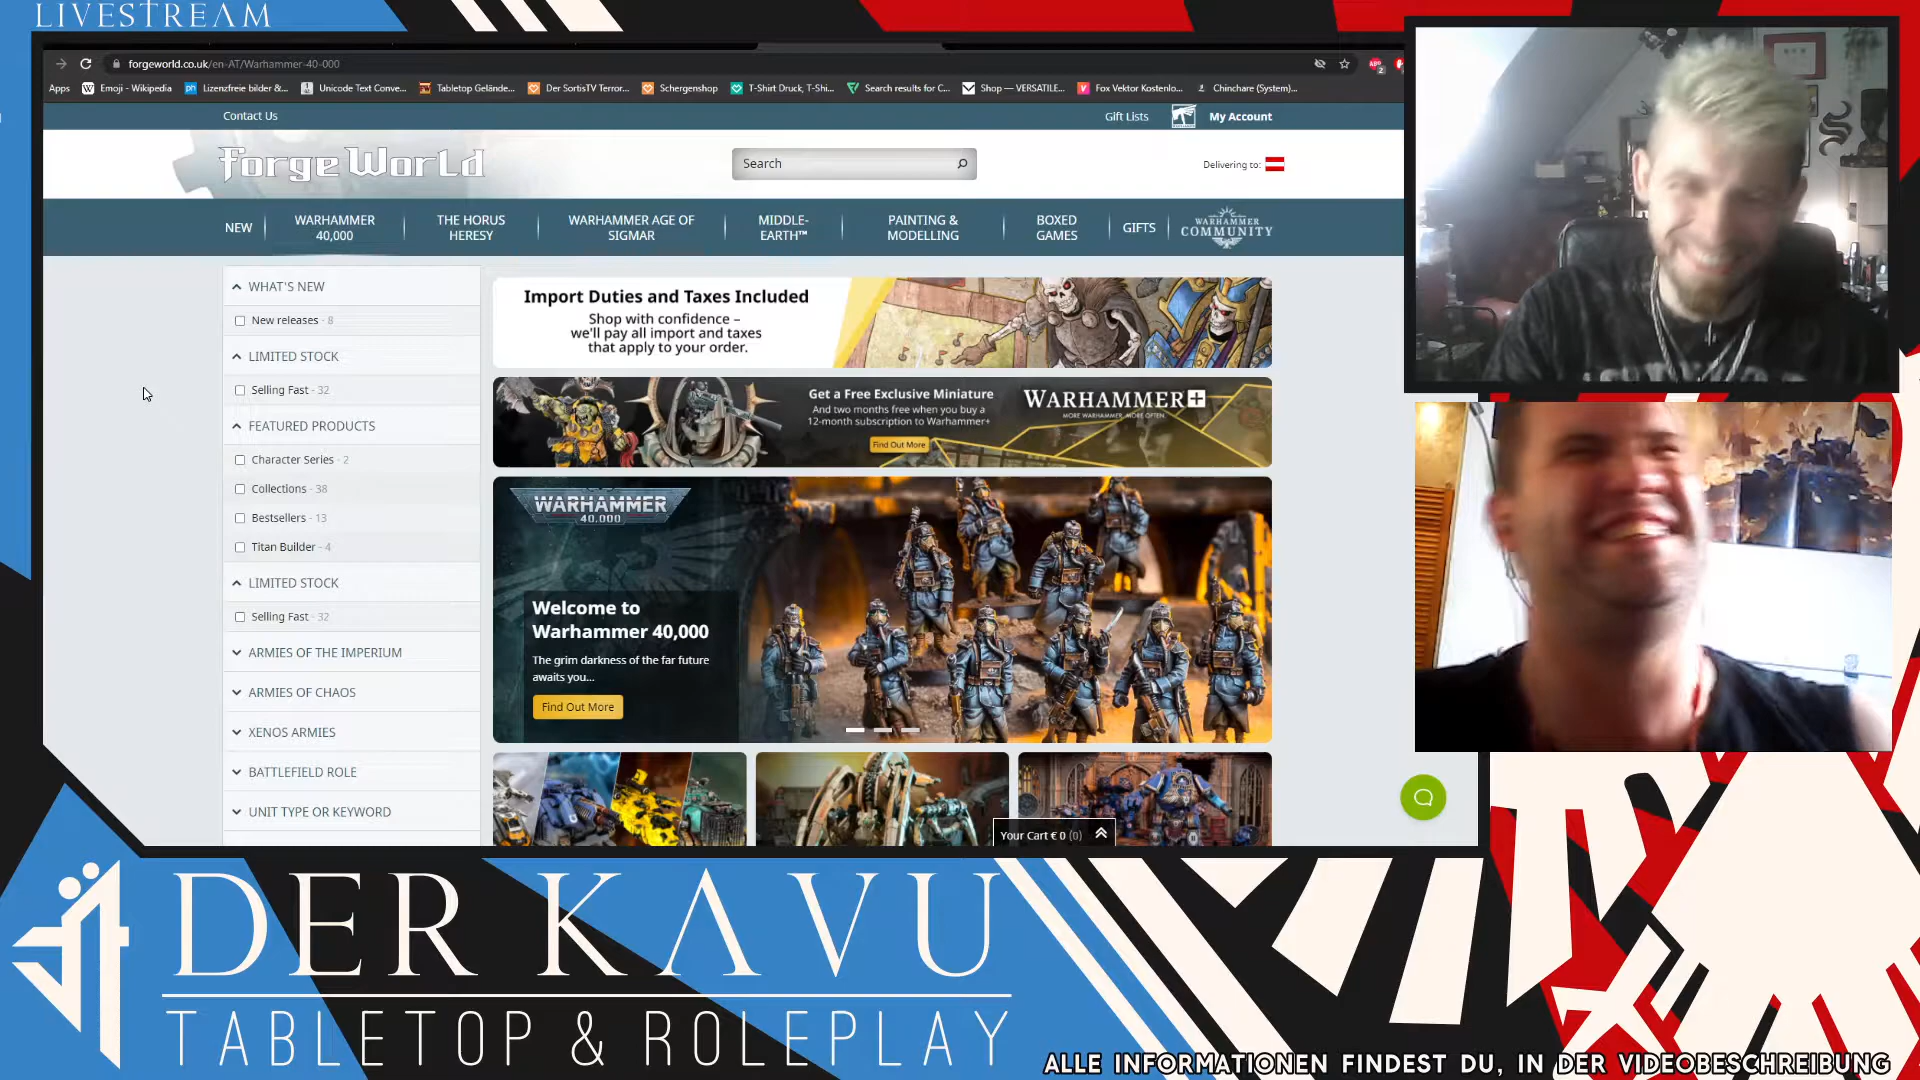 LIVESTREAM
forgeworld.co.uk/en-AT/Warhammer-40-000
Apps
Emoji - Wikipedia
Lizenzfreie bilder &...
Unicode Text Conve...
Tabletop Gelände...
Der SortisTV Terror...
Schergenshop
T-Shirt Druck, T-Shi...
Search results for C...
Shop — VERSATILE...
Fox Vektor Kostenlo...
Chinchare (System)...
Contact Us
Gift Lists
My Account
Forge World
Search
Delivering to:
NEW
WARHAMMER
40,000
THE HORUS
HERESY
WARHAMMER AGE OF
SIGMAR
MIDDLE-
EARTH™
PAINTING &
MODELLING
BOXED
GAMES
GIFTS
WARHAMMER
COMMUNITY
WHAT'S NEW
New releases - 8
LIMITED STOCK
Selling Fast - 32
FEATURED PRODUCTS
Character Series - 2
Collections - 38
Bestsellers - 13
Titan Builder - 4
LIMITED STOCK
Selling Fast - 32
ARMIES OF THE IMPERIUM
ARMIES OF CHAOS
XENOS ARMIES
BATTLEFIELD ROLE
UNIT TYPE OR KEYWORD
Import Duties and Taxes Included
Shop with confidence –
we'll pay all import and taxes
that apply to your order.
Get a Free Exclusive Miniature
And two months free when you buy a
12-month subscription to Warhammer+
Find Out More
WARHAMMER+
MORE WARHAMMER. MORE OFTEN.
WARHAMMER
40,000
Welcome to
Warhammer 40,000
The grim darkness of the far future
awaits you...
Find Out More
Your Cart € 0 (0)
DER KAVU
TABLETOP & ROLEPLAY
ALLE INFORMATIONEN FINDEST DU, IN DER VIDEOBESCHREIBUNG